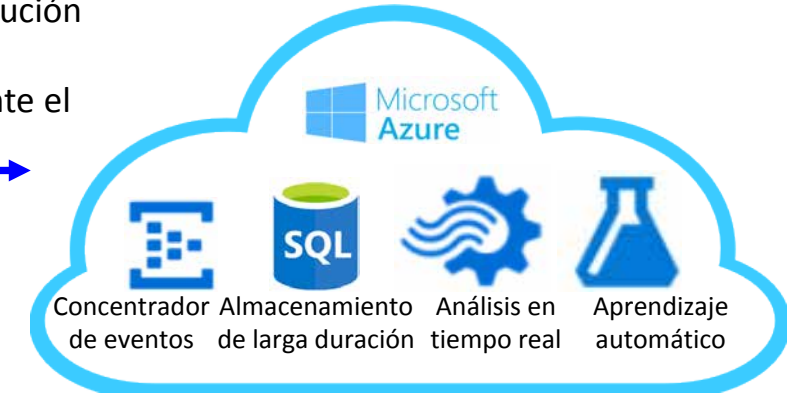 ución
te el
Microsoft
Azure
SQL
Concentrador Almacenamiento Análisis en Aprendizaje
de eventos de larga duración tiempo real automático